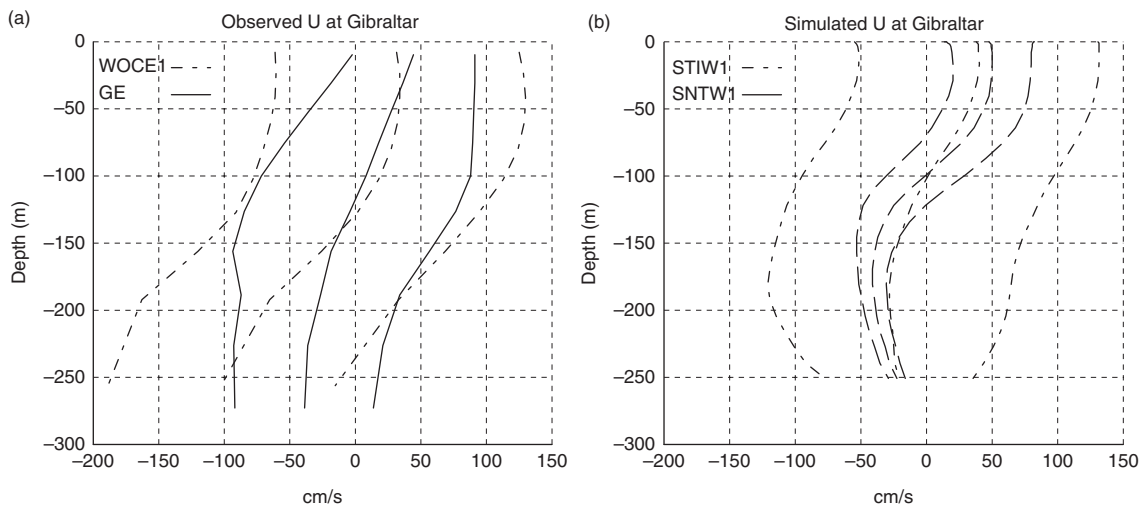 (a)
Observed U at Gibraltar
0
–50
–100
–150
–200
–250
–300
Depth (m)
WOCE1
GE
–200
–150
–100
–50
0
50
100
150
cm/s
(b)
Simulated U at Gibraltar
0
–50
–100
–150
–200
–250
–300
Depth (m)
STIW1
SNTW1
–200
–150
–100
–50
0
50
100
150
cm/s